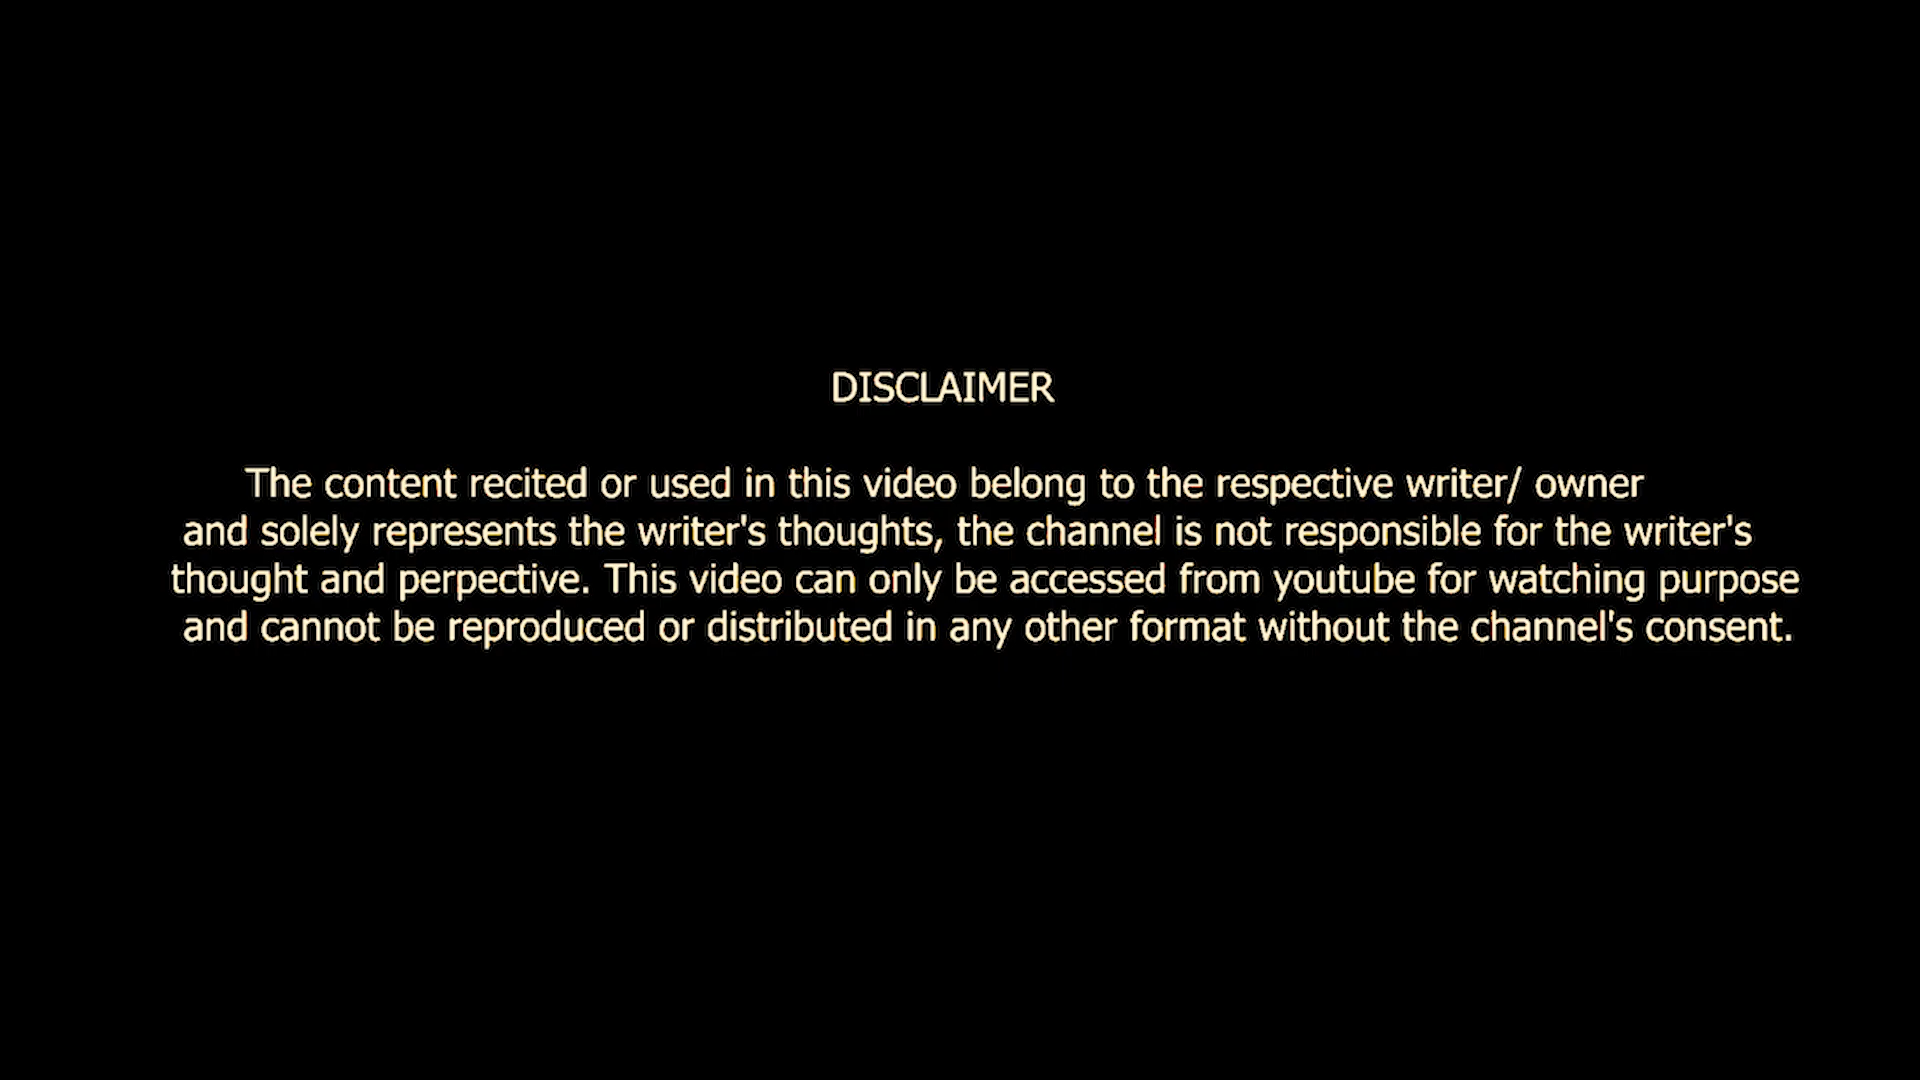 DISCLAIMER
The content recited or used in this video belong to the respective writer/ owner
and solely represents the writer's thoughts, the channel is not responsible for the writer's
thought and perpective. This video can only be accessed from youtube for watching purpose
and cannot be reproduced or distributed in any other format without the channel's consent.